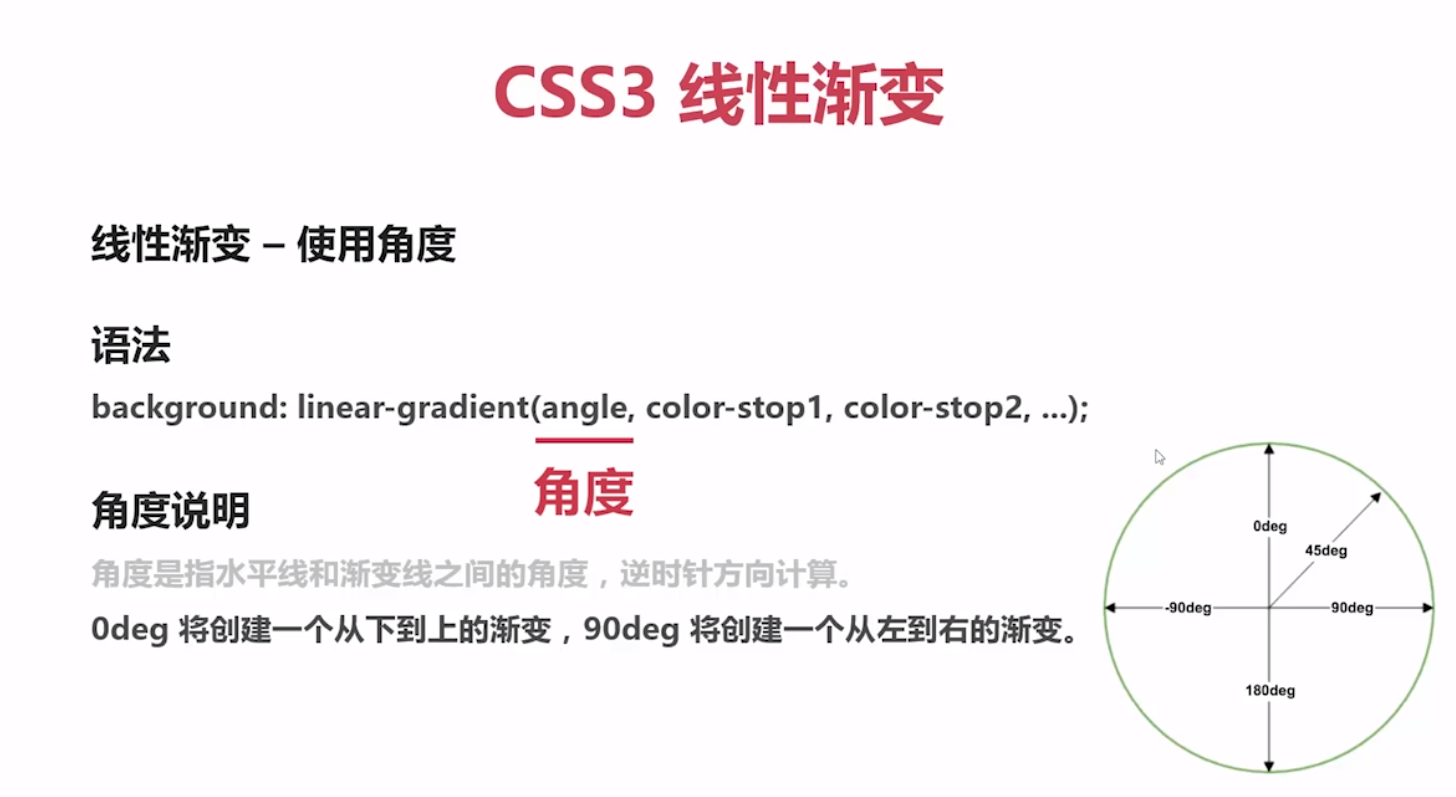 CSS3 线性渐变
线性渐变 – 使用角度
语法
background: linear-gradient(angle, color-stop1, color-stop2, ...);
角度
角度说明
角度是指水平线和渐变线之间的角度，逆时针方向计算。
0deg 将创建一个从下到上的渐变，90deg 将创建一个从左到右的渐变。
0deg
45deg
-90deg 90deg
180deg